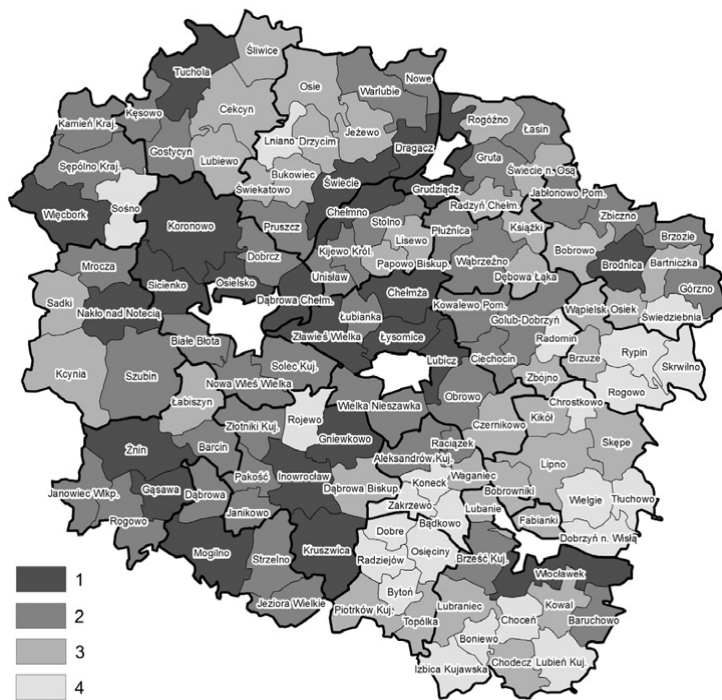 Śliwice
Tuchola
Osie
Nowe
Warlubie
Kęsowo
Cekcyn
Rogóźno
Kamień Kraj.
Łasin
Jeżewo
Lniano
Drzycim
Dragacz
Gostycyn
Lubiewo
Gruta
Sępólno Kraj.
Bukowiec
Świecie n. Osą
Świekatowo
Świecie
Grudziądz
Jabłonowo Pom.
Radzyń Chełm.
Sośno
Więcbork
Chełmno
Zbiczno
Koronowo
Stolno
Płużnica
Książki
Pruszcz
Brzozie
Lisewo
Mrocza
Dobrcz
Kijewo Król.
Bobrowo
Wąbrzeźno
Brodnica
Bartniczka
Papowo Biskup.
Dębowa Łąka
Górzno
Sicienko
Osielsko
Unisław
Chełmża
Sadki
Nakło nad Notecią
Dąbrowa Chełm.
Kowalewo Pom.
Wąpielsk
Osiek
Świedziebnia
Łubianka
Golub-Dobrzyń
Białe Błota
Zławieś Wielka
Łysomice
Radomin
Rypin
Solec Kuj.
Lubicz
Ciechocin
Brzuze
Skrwilno
Kcynia
Szubin
Nowa Wieś Wielka
Zbójno
Rogowo
Łabiszyn
Obrowo
Rojewo
Wielka Nieszawka
Chrostkowo
Złotniki Kuj.
Czernikowo
Kikół
Gniewkowo
Skępe
Żnin
Barcin
Raciążek
Aleksandrów Kuj.
Lipno
Pakość
Inowrocław
Waganiec
Gąsawa
Dąbrowa Biskup.
Koneck
Bobrowniki
Janowiec Wlkp.
Dąbrowa
Wielgie
Tłuchowo
Zakrzewo
Lubanie
Rogowo
Janikowo
Bądkowo
Fabianki
Dobre
Dobrzyń n. Wisłą
Mogilno
Strzelno
Kruszwica
Osięciny
Brześć Kuj.
Radziejów
Włocławek
Bytoń
Jeziora Wielkie
Piotrków Kuj.
Lubraniec
Kowal
Topólka
Choceń
Baruchowo
Boniewo
Izbica Kujawska
Chodecz
Lubień Kuj.
1
2
3
4